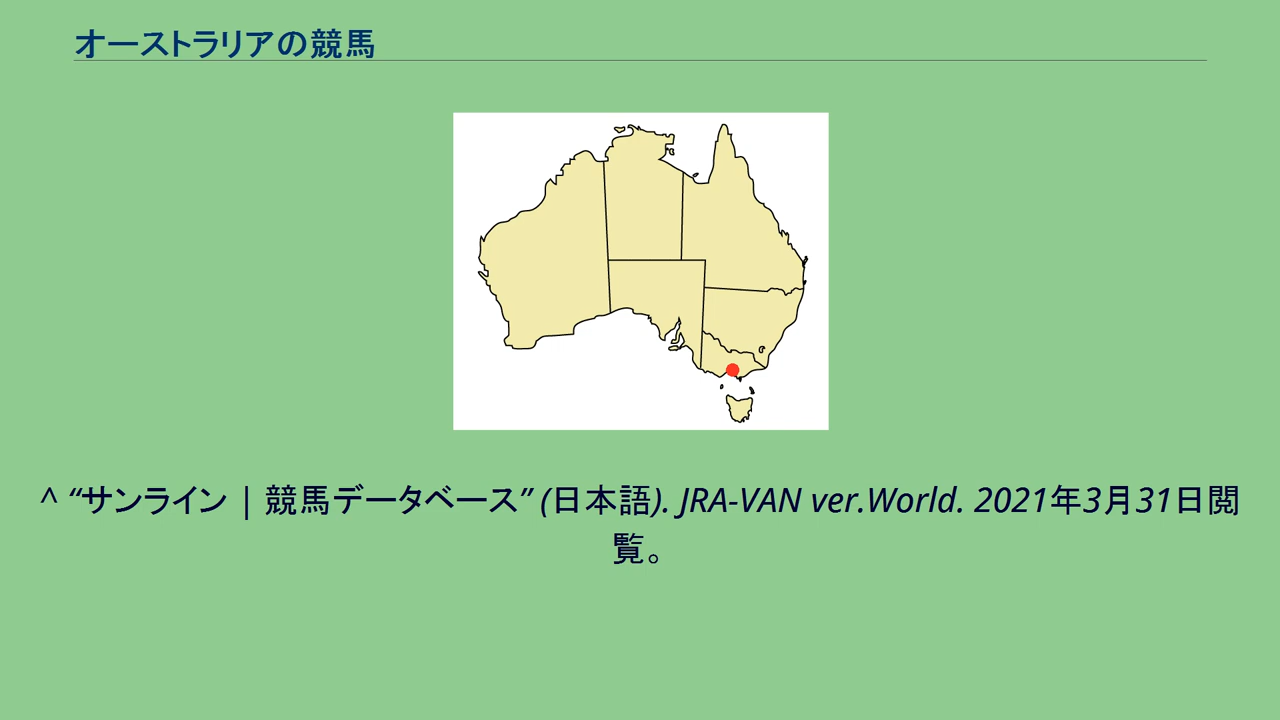 オーストラリアの競馬
^ “サンライン | 競馬データベース” (日本語). JRA-VAN ver.World. 2021年3月31日閲
覧。